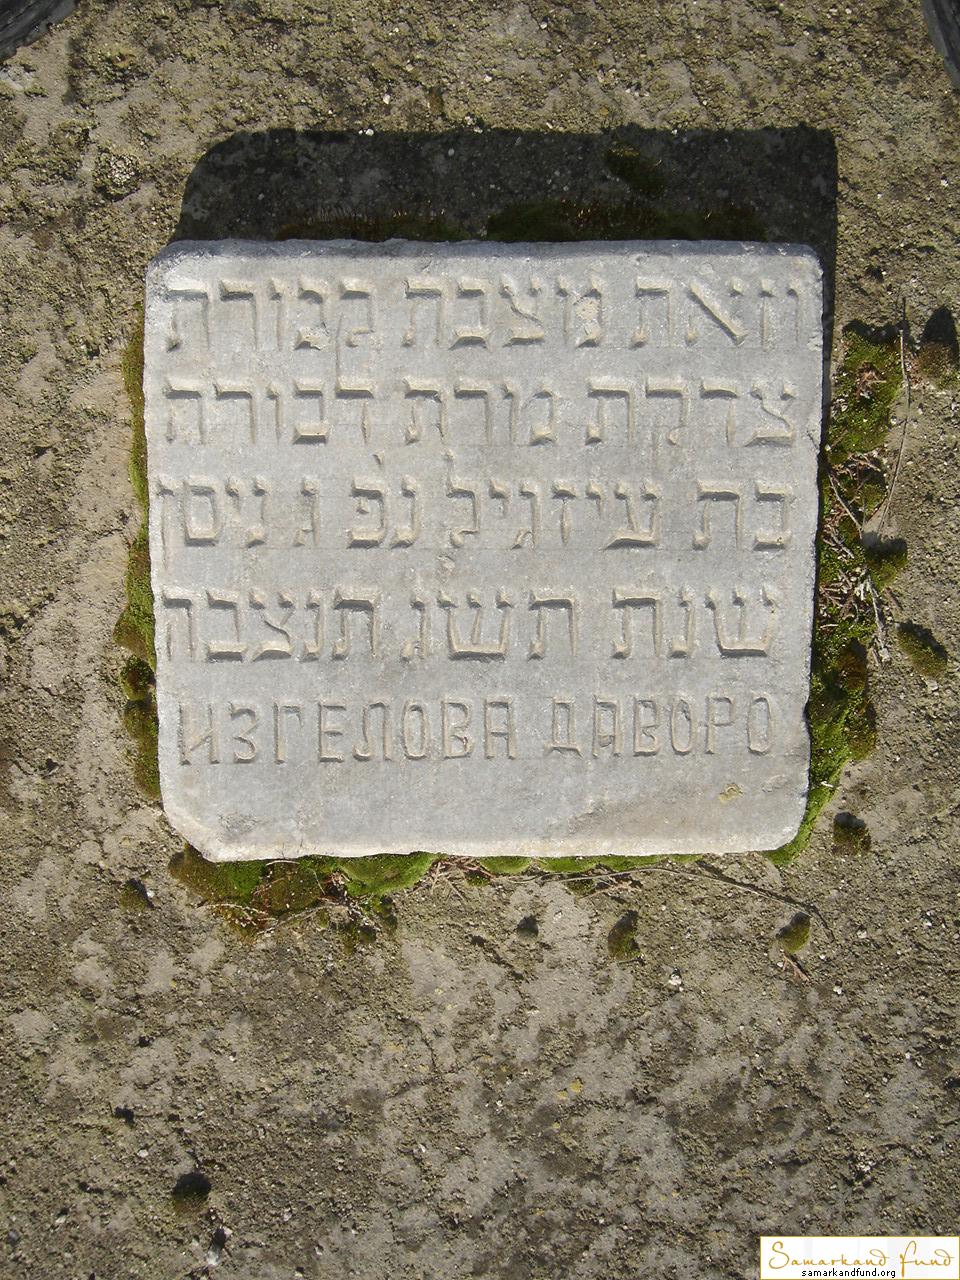 וזאת מצבת קבורת
צדקת מרת דבורה
בת עיזגיל נפ ג ניסן
שנת תשג תנצבה
ИЗГЕЛОВА ДАВОРО
Samarkand Fund
samarkandfund.org